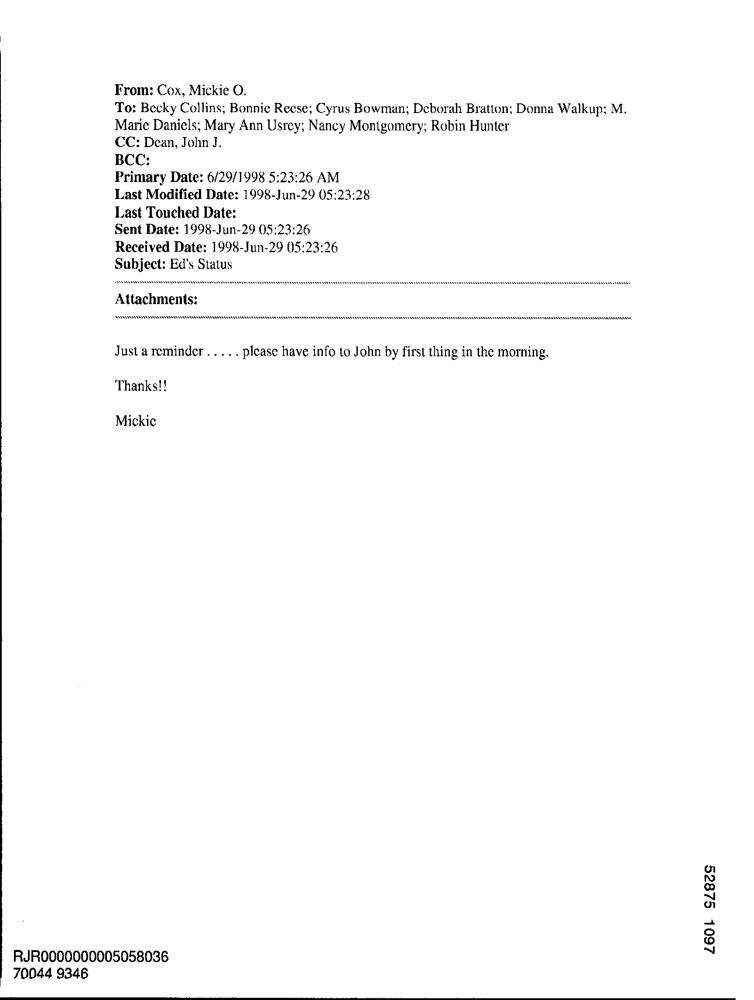 From: Cox, Mickie O.
To: Becky Collins; Bonnie Reese; Cyrus Bowman; Deborah Bratton; Donna Walkup; M.
Marie Daniels; Mary Ann Usrey; Nancy Montgomery; Robin Hunter
CC: Dean, John J.
BCC:
Primary Date: 6/29/1998 5:23:26 AM
Last Modified Date: 1998-Jun-29 05:23:28
Last Touched Date:
Sent Date: 1998-Jun-29 05:23:26
Received Date: 1998-Jun-29 05:23:26
Subject: Ed's Status
Attachments:
Just a reminder . . . . . please have info to John by first thing in the morning.
Thanks!!
Mickie
52875 1097
RJR0000000005058036
70044 9346